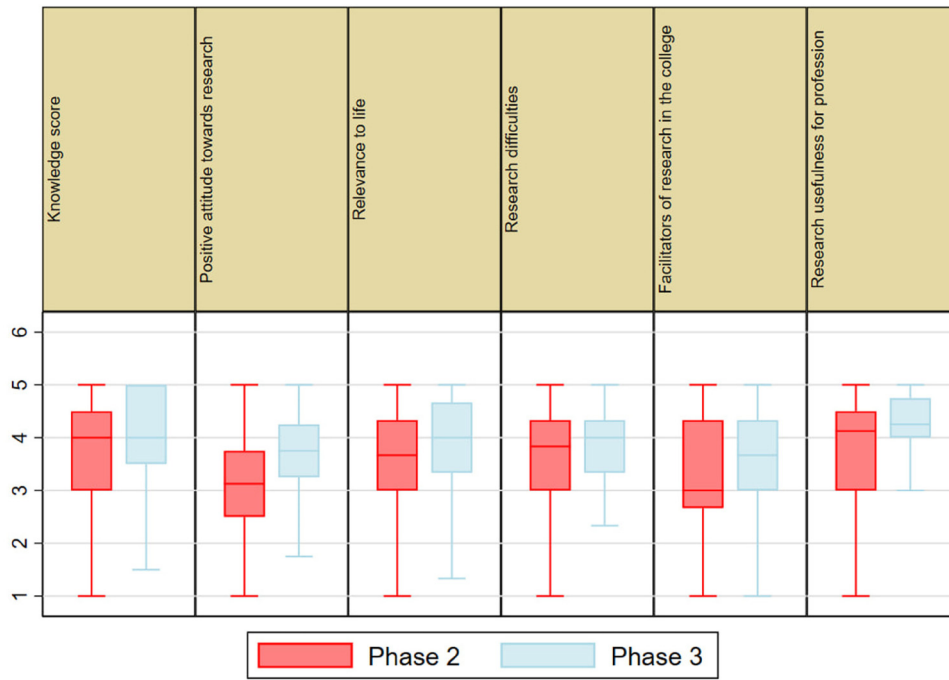 Knowledge score
Positive attitude towards research
Relevance to life
Research difficulties
Facilitators of research in the college
Research usefulness for profession
6
5
4
3
2
1
Phase 2
Phase 3